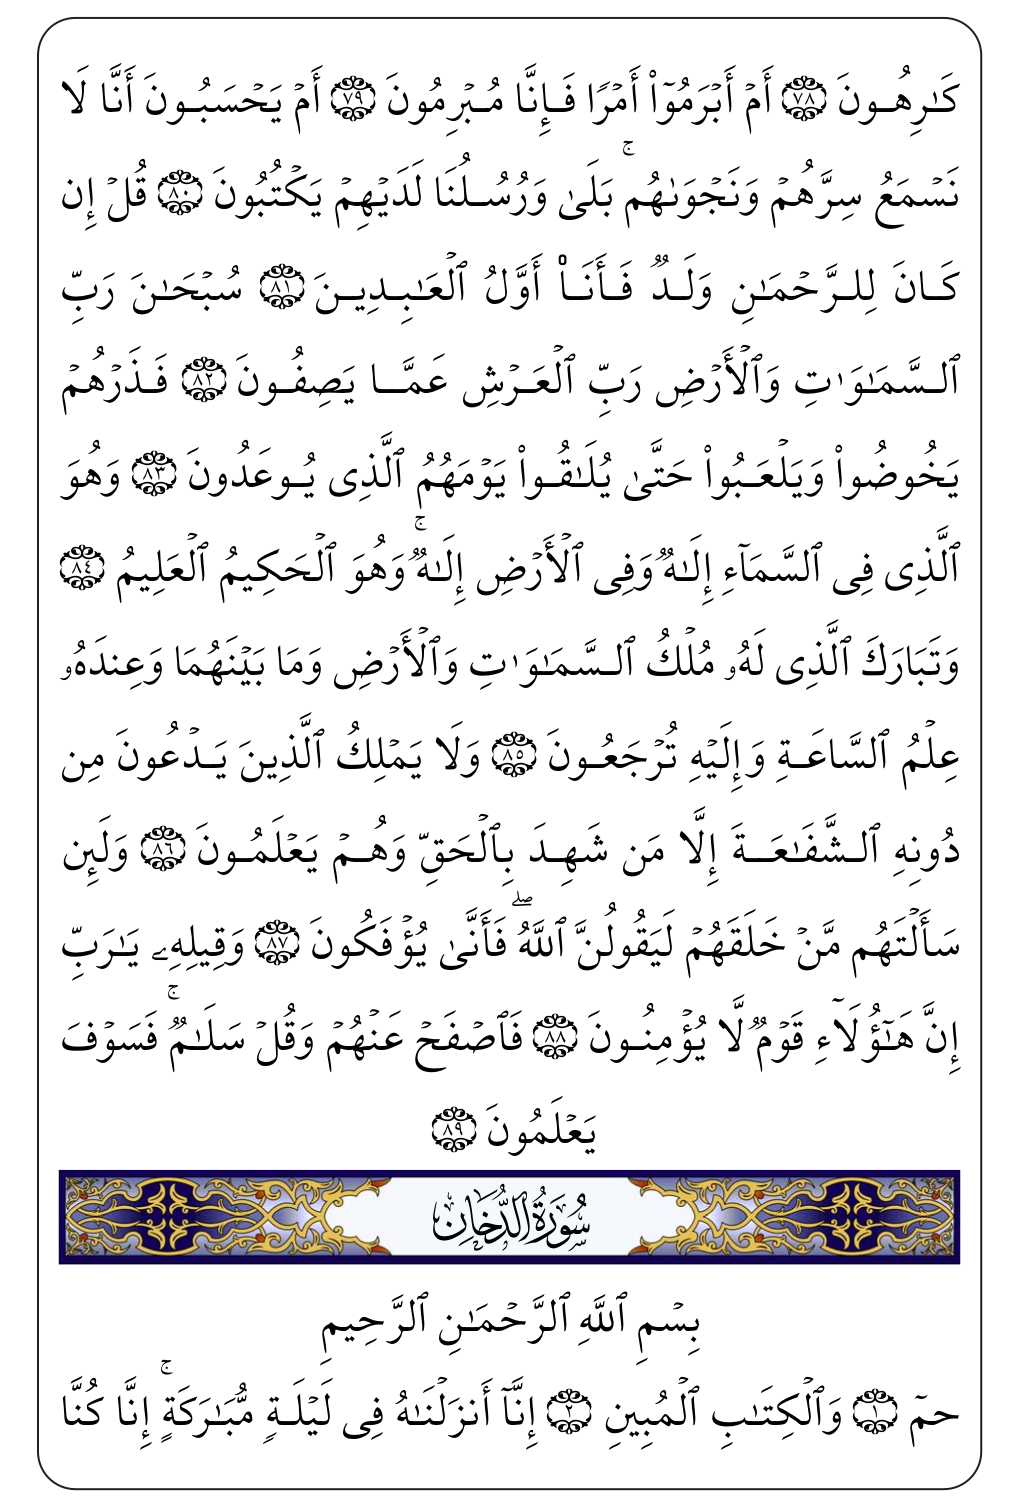 كَٰرِهُونَ ٧٨ أَمۡ أَبۡرَمُوٓاْ أَمۡرٗا فَإِنَّا مُبۡرِمُونَ ٧٩ أَمۡ يَحۡسَبُونَ أَنَّا لَا
نَسۡمَعُ سِرَّهُمۡ وَنَجۡوَىٰهُمۚ بَلَىٰ وَرُسُلُنَا لَدَيۡهِمۡ يَكۡتُبُونَ ٨٠ قُلۡ إِن
كَانَ لِلرَّحۡمَٰنِ وَلَدٞ فَأَنَا۠ أَوَّلُ ٱلۡعَٰبِدِينَ ٨١ سُبۡحَٰنَ رَبِّ
ٱلسَّمَٰوَٰتِ وَٱلۡأَرۡضِ رَبِّ ٱلۡعَرۡشِ عَمَّا يَصِفُونَ ٨٢ فَذَرۡهُمۡ
يَخُوضُواْ وَيَلۡعَبُواْ حَتَّىٰ يُلَٰقُواْ يَوۡمَهُمُ ٱلَّذِي يُوعَدُونَ ٨٣ وَهُوَ
ٱلَّذِي فِي ٱلسَّمَآءِ إِلَٰهٞ وَفِي ٱلۡأَرۡضِ إِلَٰهٞۚ وَهُوَ ٱلۡحَكِيمُ ٱلۡعَلِيمُ ٨٤
وَتَبَارَكَ ٱلَّذِي لَهُۥ مُلۡكُ ٱلسَّمَٰوَٰتِ وَٱلۡأَرۡضِ وَمَا بَيۡنَهُمَا وَعِندَهُۥ
عِلۡمُ ٱلسَّاعَةِ وَإِلَيۡهِ تُرۡجَعُونَ ٨٥ وَلَا يَمۡلِكُ ٱلَّذِينَ يَدۡعُونَ مِن
دُونِهِ ٱلشَّفَٰعَةَ إِلَّا مَن شَهِدَ بِٱلۡحَقِّ وَهُمۡ يَعۡلَمُونَ ٨٦ وَلَئِن
سَأَلۡتَهُم مَّنۡ خَلَقَهُمۡ لَيَقُولُنَّ ٱللَّهُۖ فَأَنَّىٰ يُؤۡفَكُونَ ٨٧ وَقِيلِهِۦ يَٰرَبِّ
إِنَّ هَٰٓؤُلَآءِ قَوۡمٞ لَّا يُؤۡمِنُونَ ٨٨ فَٱصۡفَحۡ عَنۡهُمۡ وَقُلۡ سَلَٰمٞۚ فَسَوۡفَ
يَعۡلَمُونَ ٨٩
سُورَةُ الدُّخَانِ
بِسۡمِ ٱللَّهِ ٱلرَّحۡمَٰنِ ٱلرَّحِيمِ
حمٓ ١ وَٱلۡكِتَٰبِ ٱلۡمُبِينِ ٢ إِنَّآ أَنزَلۡنَٰهُ فِي لَيۡلَةٖ مُّبَٰرَكَةٍۚ إِنَّا كُنَّا